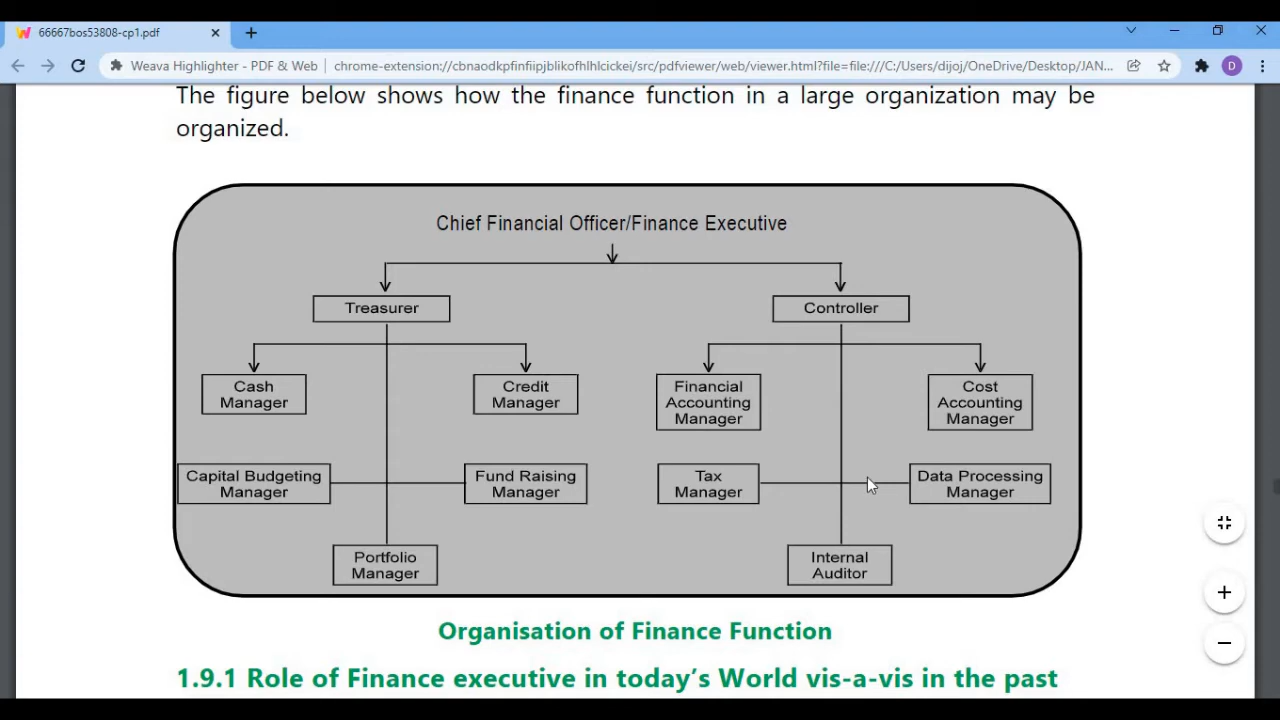 66667bos53808-cp1.pdf
Weava Highlighter - PDF & Web
chrome-extension://cbnaodkpfinfiipjblikofhlhlcickei/src/pdfviewer/web/viewer.html?file=file:///C:/Users/dijoj/OneDrive/Desktop/JAN...
D
The figure below shows how the finance function in a large organization may be
organized.
Chief Financial Officer/Finance Executive
Treasurer
Controller
Cash
Manager
Credit
Manager
Financial
Accounting
Manager
Cost
Accounting
Manager
Capital Budgeting
Manager
Fund Raising
Manager
Tax
Manager
Data Processing
Manager
Portfolio
Manager
Internal
Auditor
Organisation of Finance Function
1.9.1 Role of Finance executive in today's World vis-a-vis in the past